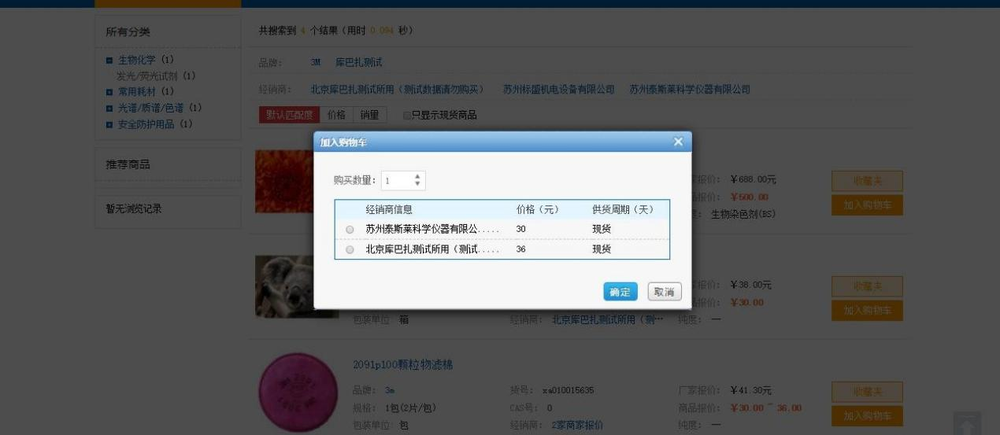 所有分类
生物化学 (1)
发光/荧光试剂 (1)
常用耗材 (1)
光谱/质谱/色谱 (1)
安全防护用品 (1)
推荐商品
暂无浏览记录
共搜索到 4 个结果（用时 0.094 秒）
品牌： 3M 库巴扎测试
经销商： 北京库巴扎测试所用（测试数据请勿购买） 苏州标盛机电设备有限公司 苏州泰斯莱科学仪器有限公司
默认匹配度 价格 销量 只显示现货商品
加入购物车
购买数量： 1
经销商信息 价格（元） 供货周期（天）
苏州泰斯莱科学仪器有限公..... 30 现货
北京库巴扎测试所用（测试..... 36 现货
确定 取消
家报价： ￥688.00元
品报价： ￥500.00
： 生物染色剂(BS)
收藏夹
加入购物车
家报价： ￥38.00元
品报价： ￥30.00
包装单位: 箱 经销商： 北京库巴扎测试所用（测… 纯度： —
收藏夹
加入购物车
2091p100颗粒物滤棉
品牌： 3m 货号： xs010015635 厂家报价： ￥41.30元
规格： 1包(2片/包) CAS号： 0 商品报价： ￥30.00 ~ 36.00
包装单位: 包 经销商： 2家商家报价 纯度： —
收藏夹
加入购物车